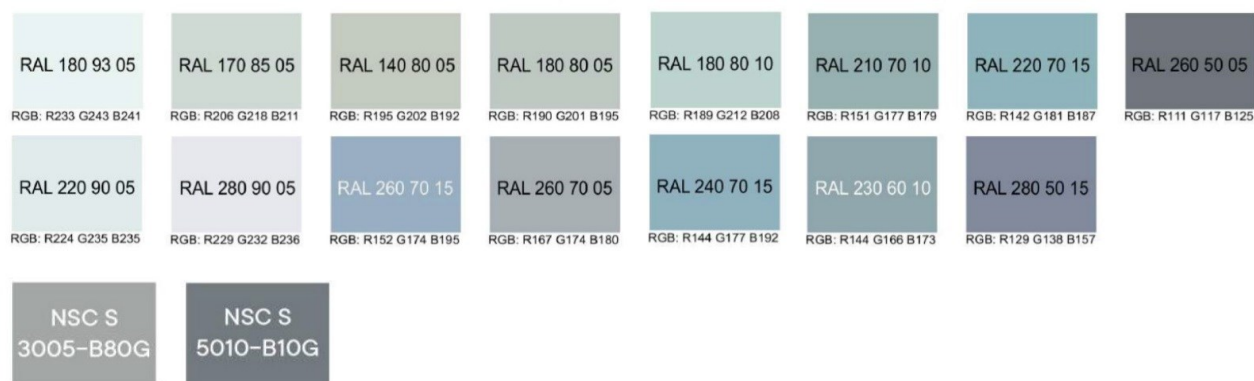 RAL 180 93 05
RAL 170 85 05
RAL 140 80 05
RAL 180 80 05
RAL 180 80 10
RAL 210 70 10
RAL 220 70 15
RAL 260 50 05
RGB: R233 G243 B241
RGB: R206 G218 B211
RGB: R195 G202 B192
RGB: R190 G201 B195
RGB: R189 G212 B208
RGB: R151 G177 B179
RGB: R142 G181 B187
RGB: R111 G117 B125
RAL 220 90 05
RAL 280 90 05
RAL 260 70 15
RAL 260 70 05
RAL 240 70 15
RAL 230 60 10
RAL 280 50 15
RGB: R224 G235 B235
RGB: R229 G232 B236
RGB: R152 G174 B195
RGB: R167 G174 B180
RGB: R144 G177 B192
RGB: R144 G166 B173
RGB: R129 G138 B157
NSC S
3005-B80G
NSC S
5010-B10G